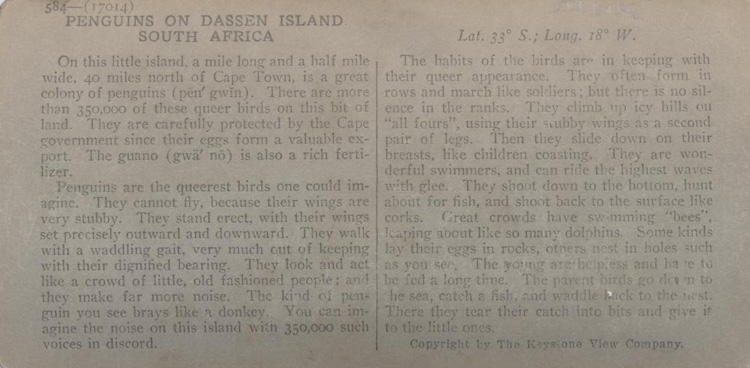 584—(17014)
PENGUINS ON DASSEN ISLAND
SOUTH AFRICA
On this little island, a mile long and a half mile
wide, 40 miles north of Cape Town, is a great
colony of penguins (pĕn´ gwĭn). There are more
than 350,000 of these queer birds on this bit of
land. They are carefully protected by the Cape
government since their eggs form a valuable ex-
port. The guano (gwä´ nō) is also a rich ferti-
lizer.
Penguins are the queerest birds one could im-
agine. They cannot fly, because their wings are
very stubby. They stand erect, with their wings
set precisely outward and downward. They walk
with a waddling gait, very much out of keeping
with their dignified bearing. They look and act
like a crowd of little, old fashioned people; and
they make far more noise. The kind of pen-
guin you see brays like a donkey. You can im-
agine the noise on this island with 350,000 such
voices in discord.
Lat. 33° S.; Long. 18° W.
The habits of the birds are in keeping with
their queer appearance. They often form in
rows and march like soldiers; but there is no sil-
ence in the ranks. They climb up icy hills on
"all fours", using their stubby wings as a second
pair of legs. Then they slide down on their
breasts, like children coasting. They are won-
derful swimmers, and can ride the highest waves
with glee. They shoot down to the bottom, hunt
about for fish, and shoot back to the surface like
corks. Great crowds have swimming "bees",
leaping about like so many dolphins. Some kinds
lay their eggs in rocks, others nest in holes such
as you see. The young are helpless and have to
be fed a long time. The parent birds go down to
the sea, catch a fish, and waddle back to the nest.
There they tear their catch into bits and give it
to the little ones.
Copyright by The Keystone View Company.